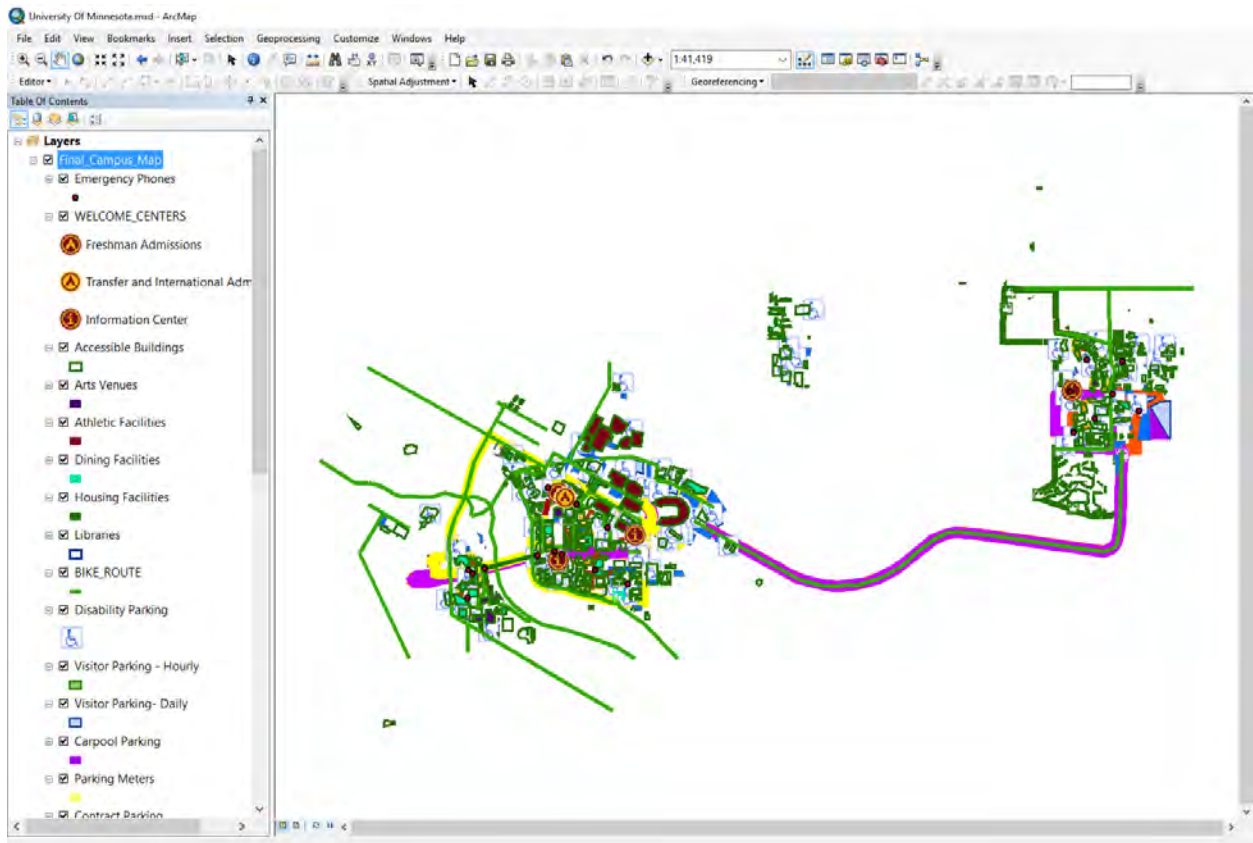 University Of Minnesota.mxd - ArcMap
File Edit View Bookmarks Insert Selection Geoprocessing Customize Windows Help
1:41,419
Editor Spatial Adjustment Georeferencing
Table Of Contents
Layers
Final_Campus_Map
Emergency Phones
WELCOME_CENTERS
Freshman Admissions
Transfer and International Adm
Information Center
Accessible Buildings
Arts Venues
Athletic Facilities
Dining Facilities
Housing Facilities
Libraries
BIKE_ROUTE
Disability Parking
Visitor Parking - Hourly
Visitor Parking- Daily
Carpool Parking
Parking Meters
Contract Parking